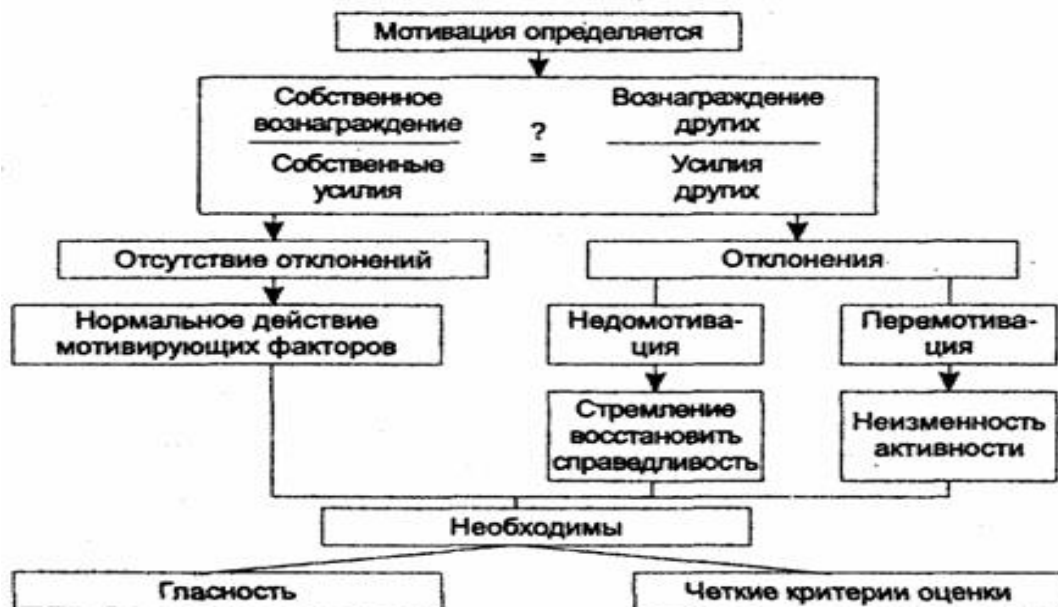 Мотивация определяется
Собственное
вознаграждение
Собственные
усилия
?
=
Вознаграждение
других
Усилия
других
Отсутствие отклонений
Отклонения
Нормальное действие
мотивирующих факторов
Недомотива-
ция
Перемотива-
ция
Стремление
восстановить
справедливость
Неизменность
активности
Необходимы
Гласность
Четкие критерии оценки